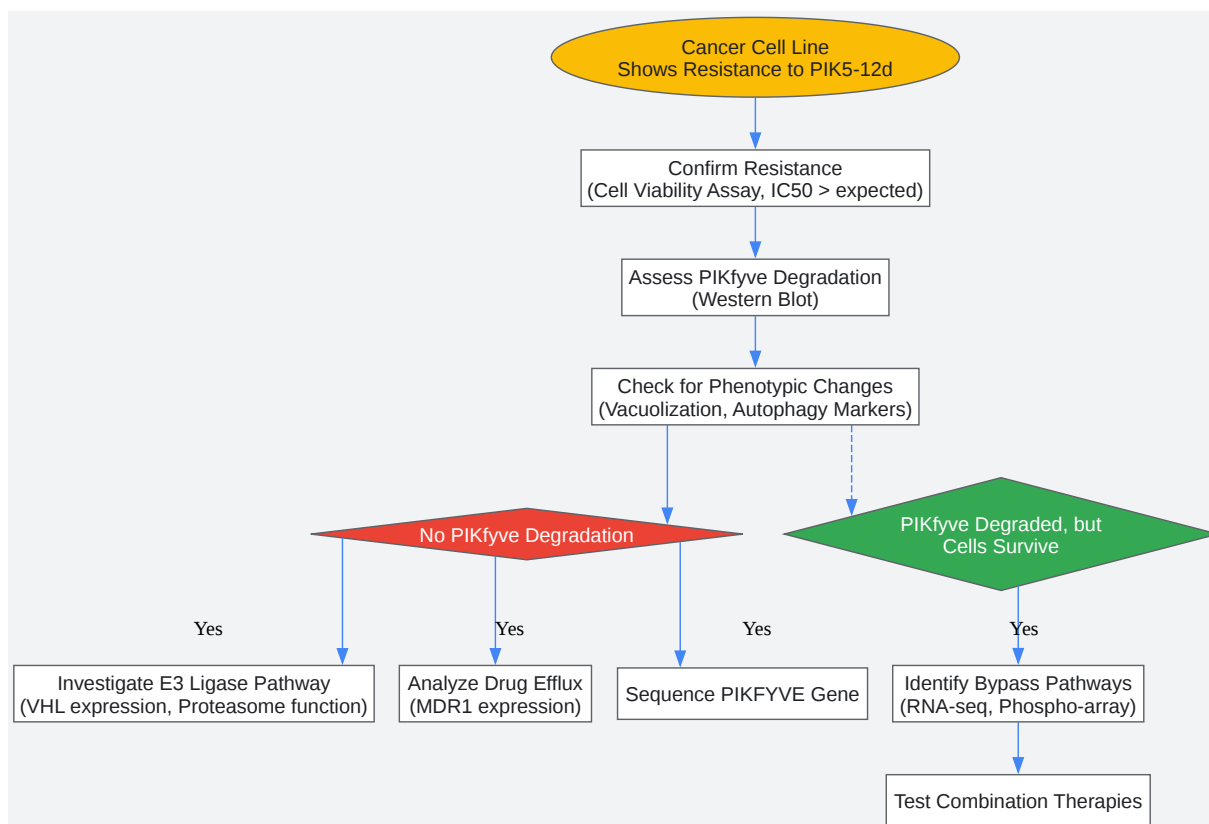 Cancer Cell Line
Shows Resistance to PIK5-12d
Confirm Resistance
(Cell Viability Assay, IC50 > expected)
Assess PIKfyve Degradation
(Western Blot)
Check for Phenotypic Changes
(Vacuolization, Autophagy Markers)
No PIKfyve Degradation
PIKfyve Degraded, but
Cells Survive
Yes
Yes
Yes
Yes
Investigate E3 Ligase Pathway
(VHL expression, Proteasome function)
Analyze Drug Efflux
(MDR1 expression)
Sequence PIKFYVE Gene
Identify Bypass Pathways
(RNA-seq, Phospho-array)
Test Combination Therapies